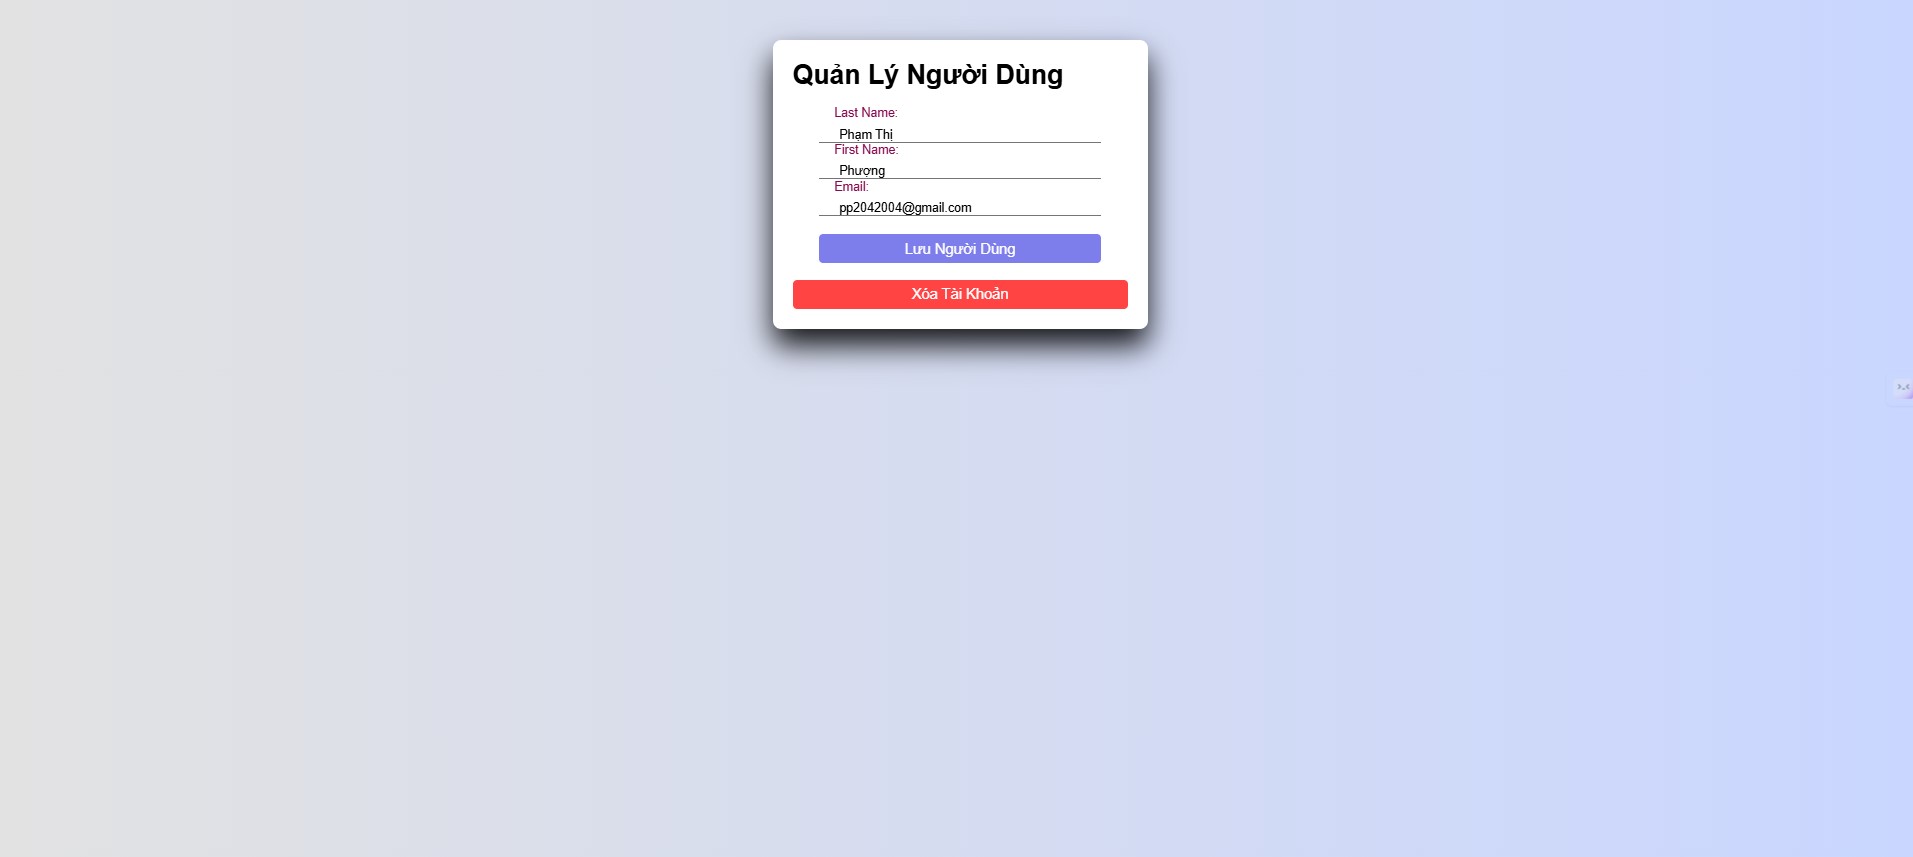 Quản Lý Người Dùng
Last Name:
Phạm Thị
First Name:
Phượng
Email:
pp2042004@gmail.com
Lưu Người Dùng
Xóa Tài Khoản